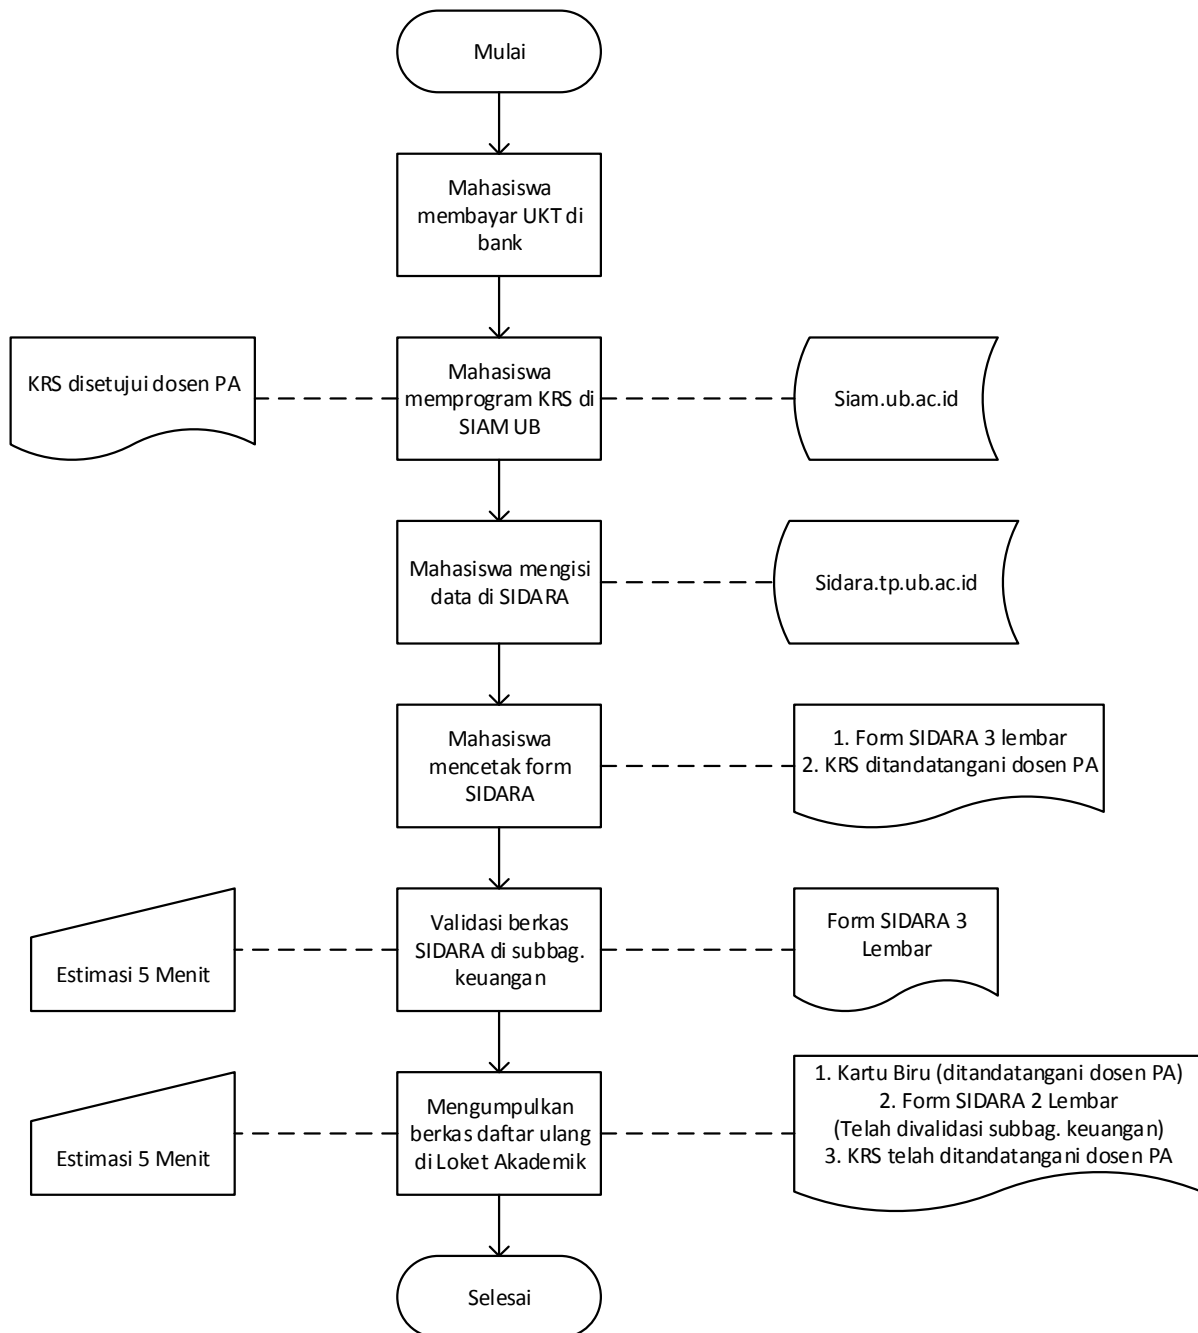 Mulai
Mahasiswa
membayar UKT di
bank
KRS disetujui dosen PA
Mahasiswa
memprogram KRS di
SIAM UB
Siam.ub.ac.id
Mahasiswa mengisi
data di SIDARA
Sidara.tp.ub.ac.id
Mahasiswa
mencetak form
SIDARA
1. Form SIDARA 3 lembar
2. KRS ditandatangani dosen PA
Estimasi 5 Menit
Validasi berkas
SIDARA di subbag.
keuangan
Form SIDARA 3
Lembar
Estimasi 5 Menit
Mengumpulkan
berkas daftar ulang
di Loket Akademik
1. Kartu Biru (ditandatangani dosen PA)
2. Form SIDARA 2 Lembar
(Telah divalidasi subbag. keuangan)
3. KRS telah ditandatangani dosen PA
Selesai